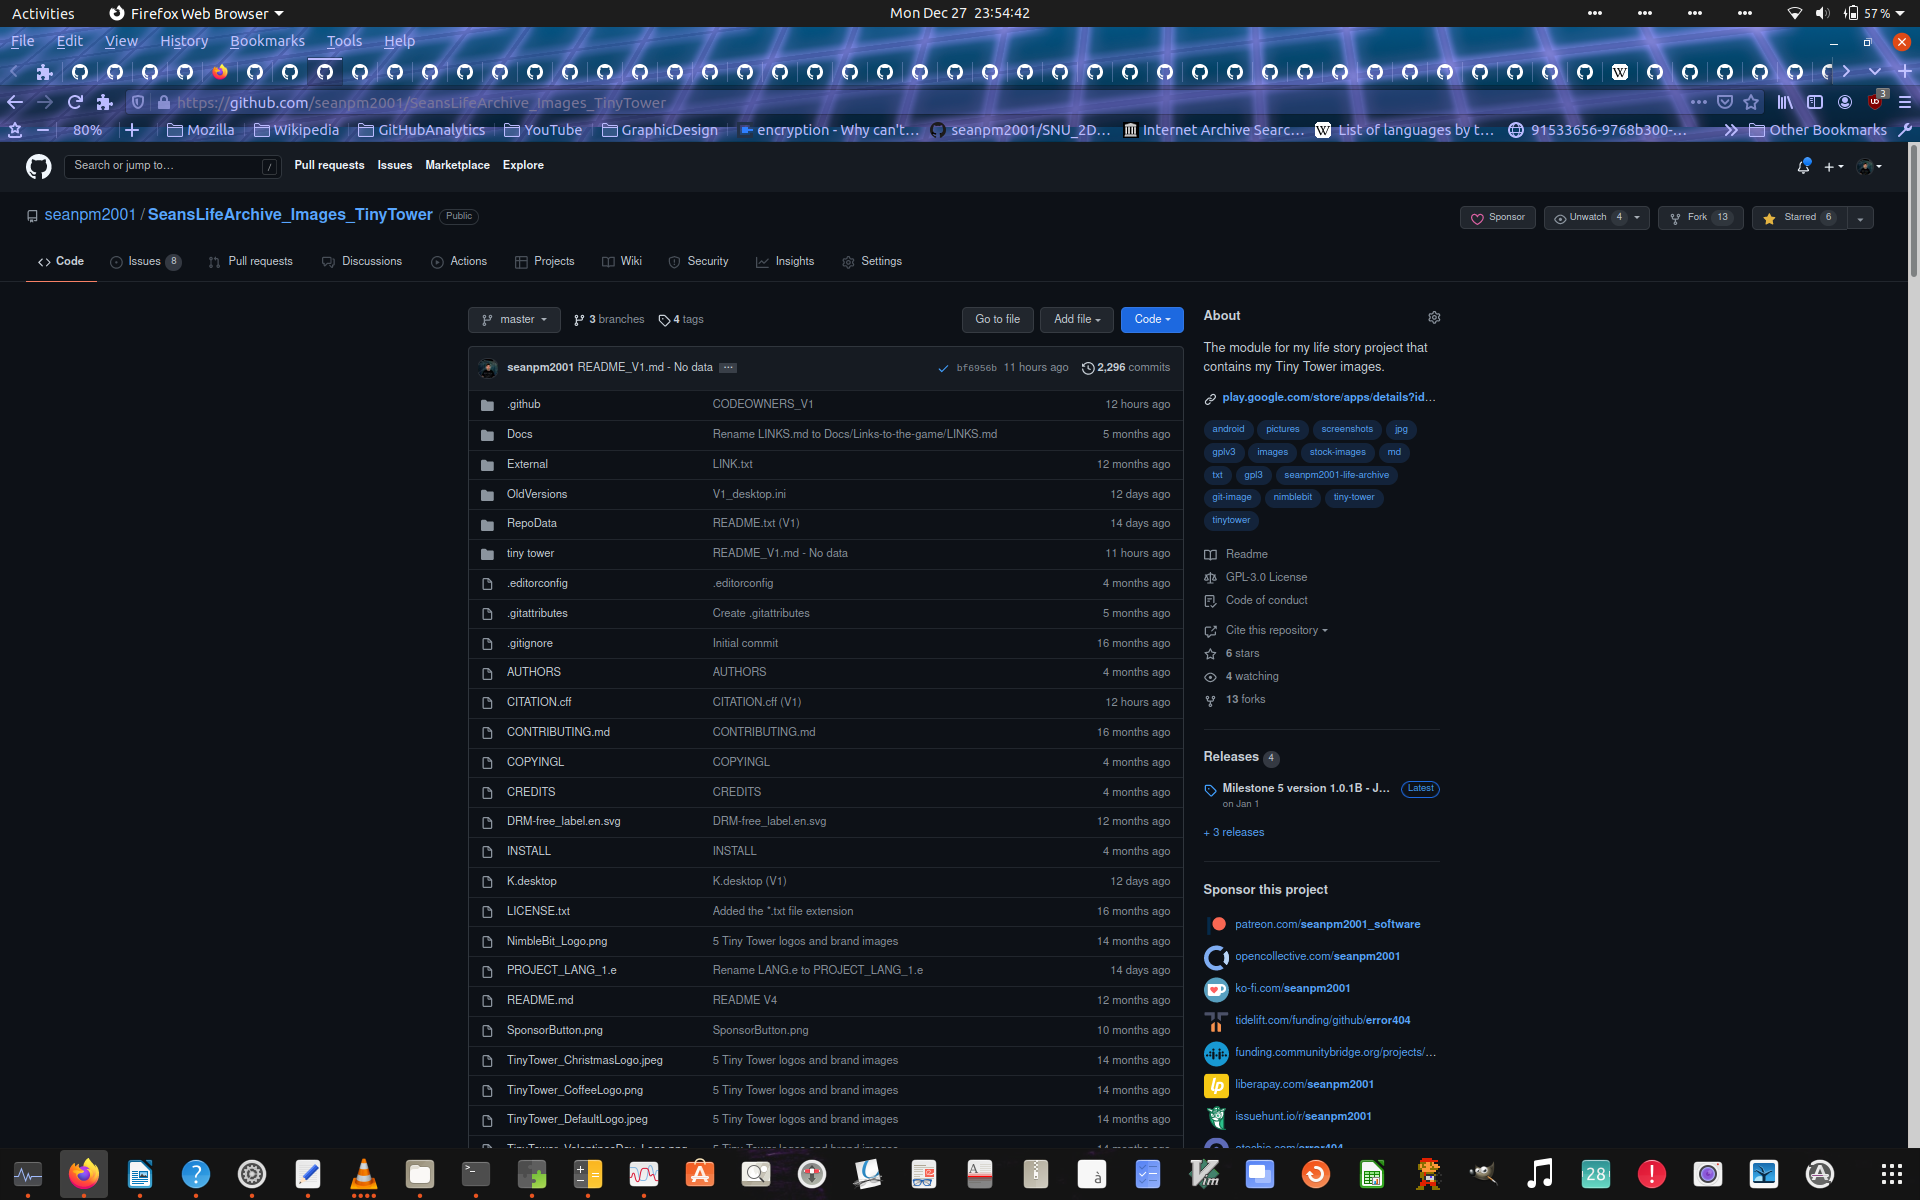 Activities Firefox Web Browser Mon Dec 27 23:54:42 57 %
File Edit View History Bookmarks Tools Help
https://github.com/seanpm2001/SeansLifeArchive_Images_TinyTower 3
80% Mozilla Wikipedia GitHubAnalytics YouTube GraphicDesign encryption - Why can't… seanpm2001/SNU_2D… Internet Archive Searc… List of languages by t… 91533656-9768b300-… Other Bookmarks
Search or jump to… / Pull requests Issues Marketplace Explore
seanpm2001 / SeansLifeArchive_Images_TinyTower Public Sponsor Unwatch 4 Fork 13 Starred 6
Code Issues 8 Pull requests Discussions Actions Projects Wiki Security Insights Settings
master 3 branches 4 tags Go to file Add file Code
seanpm2001 README_V1.md - No data bf6956b 11 hours ago 2,296 commits
.github CODEOWNERS_V1 12 hours ago
Docs Rename LINKS.md to Docs/Links-to-the-game/LINKS.md 5 months ago
External LINK.txt 12 months ago
OldVersions V1_desktop.ini 12 days ago
RepoData README.txt (V1) 14 days ago
tiny tower README_V1.md - No data 11 hours ago
.editorconfig .editorconfig 4 months ago
.gitattributes Create .gitattributes 5 months ago
.gitignore Initial commit 16 months ago
AUTHORS AUTHORS 4 months ago
CITATION.cff CITATION.cff (V1) 12 hours ago
CONTRIBUTING.md CONTRIBUTING.md 16 months ago
COPYINGL COPYINGL 4 months ago
CREDITS CREDITS 4 months ago
DRM-free_label.en.svg DRM-free_label.en.svg 12 months ago
INSTALL INSTALL 4 months ago
K.desktop K.desktop (V1) 12 days ago
LICENSE.txt Added the *.txt file extension 16 months ago
NimbleBit_Logo.png 5 Tiny Tower logos and brand images 14 months ago
PROJECT_LANG_1.e Rename LANG.e to PROJECT_LANG_1.e 14 days ago
README.md README V4 12 months ago
SponsorButton.png SponsorButton.png 10 months ago
TinyTower_ChristmasLogo.jpeg 5 Tiny Tower logos and brand images 14 months ago
TinyTower_CoffeeLogo.png 5 Tiny Tower logos and brand images 14 months ago
TinyTower_DefaultLogo.jpeg 5 Tiny Tower logos and brand images 14 months ago
About
The module for my life story project that
contains my Tiny Tower images.
play.google.com/store/apps/details?id…
android pictures screenshots jpg
gplv3 images stock-images md
txt gpl3 seanpm2001-life-archive
git-image nimblebit tiny-tower
tinytower
Readme
GPL-3.0 License
Code of conduct
Cite this repository
6 stars
4 watching
13 forks
Releases 4
Milestone 5 version 1.0.1B - J… Latest
on Jan 1
+ 3 releases
Sponsor this project
patreon.com/seanpm2001_software
opencollective.com/seanpm2001
ko-fi.com/seanpm2001
tidelift.com/funding/github/error404
funding.communitybridge.org/projects/…
liberapay.com/seanpm2001
issuehunt.io/r/seanpm2001
28